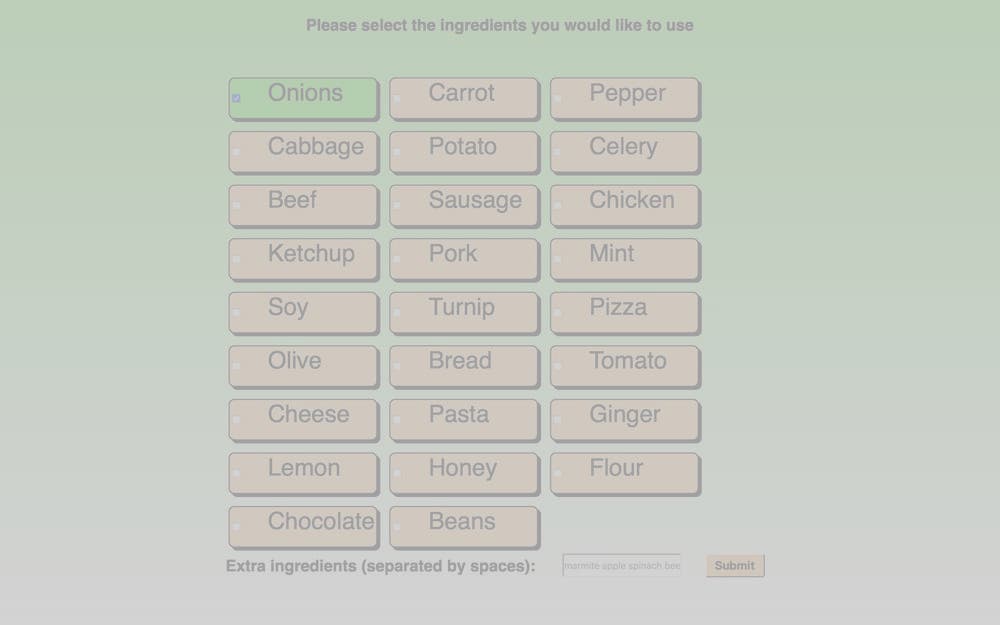 Please select the ingredients you would like to use
Onions Carrot Pepper
Cabbage Potato Celery
Beef Sausage Chicken
Ketchup Pork Mint
Soy Turnip Pizza
Olive Bread Tomato
Cheese Pasta Ginger
Lemon Honey Flour
Chocolate Beans
Extra ingredients (separated by spaces): marmite apple spinach bee Submit